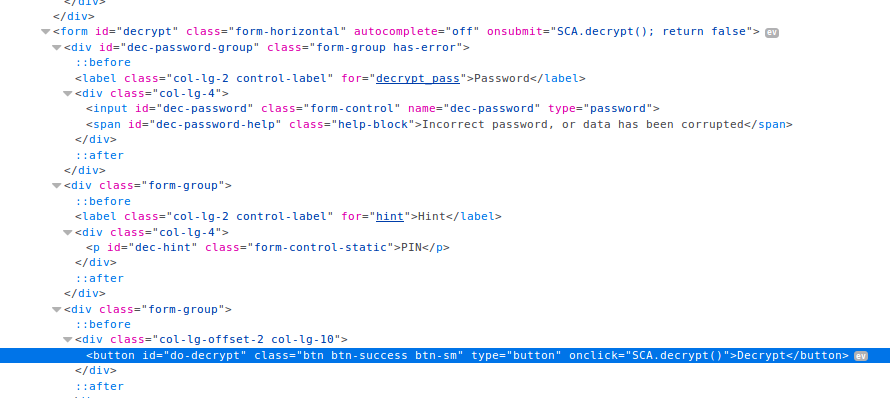 </div>
</div>
<form id="decrypt" class="form-horizontal" autocomplete="off" onsubmit="SCA.decrypt(); return false"> ev
<div id="dec-password-group" class="form-group has-error">
::before
<label class="col-lg-2 control-label" for="decrypt_pass">Password</label>
<div class="col-lg-4">
<input id="dec-password" class="form-control" name="dec-password" type="password">
<span id="dec-password-help" class="help-block">Incorrect password, or data has been corrupted</span>
</div>
::after
</div>
<div class="form-group">
::before
<label class="col-lg-2 control-label" for="hint">Hint</label>
<div class="col-lg-4">
<p id="dec-hint" class="form-control-static">PIN</p>
</div>
::after
</div>
<div class="form-group">
::before
<div class="col-lg-offset-2 col-lg-10">
<button id="do-decrypt" class="btn btn-success btn-sm" type="button" onclick="SCA.decrypt()">Decrypt</button> ev
</div>
::after